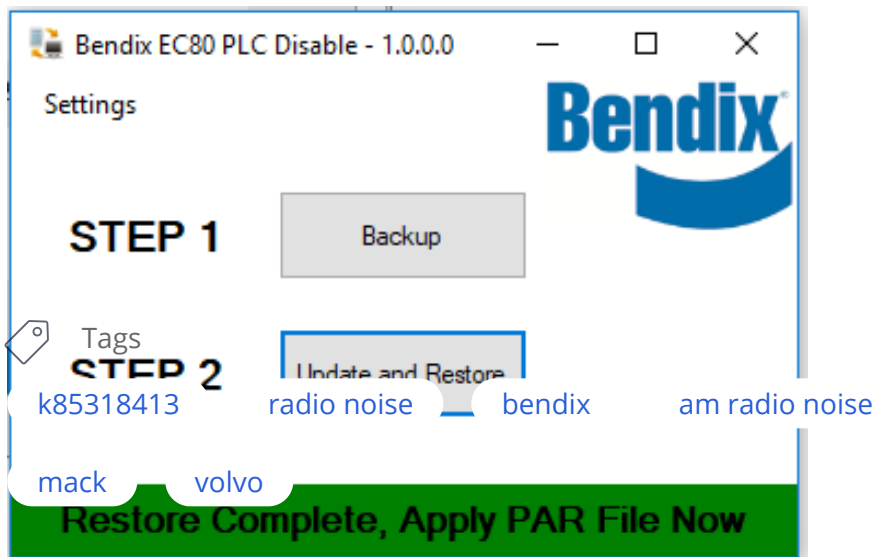 Bendix EC80 PLC Disable - 1.0.0.0
Settings
Bendix
STEP 1
Backup
Tags
STEP 2
Update and Restore
k85318413 radio noise bendix am radio noise
mack volvo
Restore Complete, Apply PAR File Now